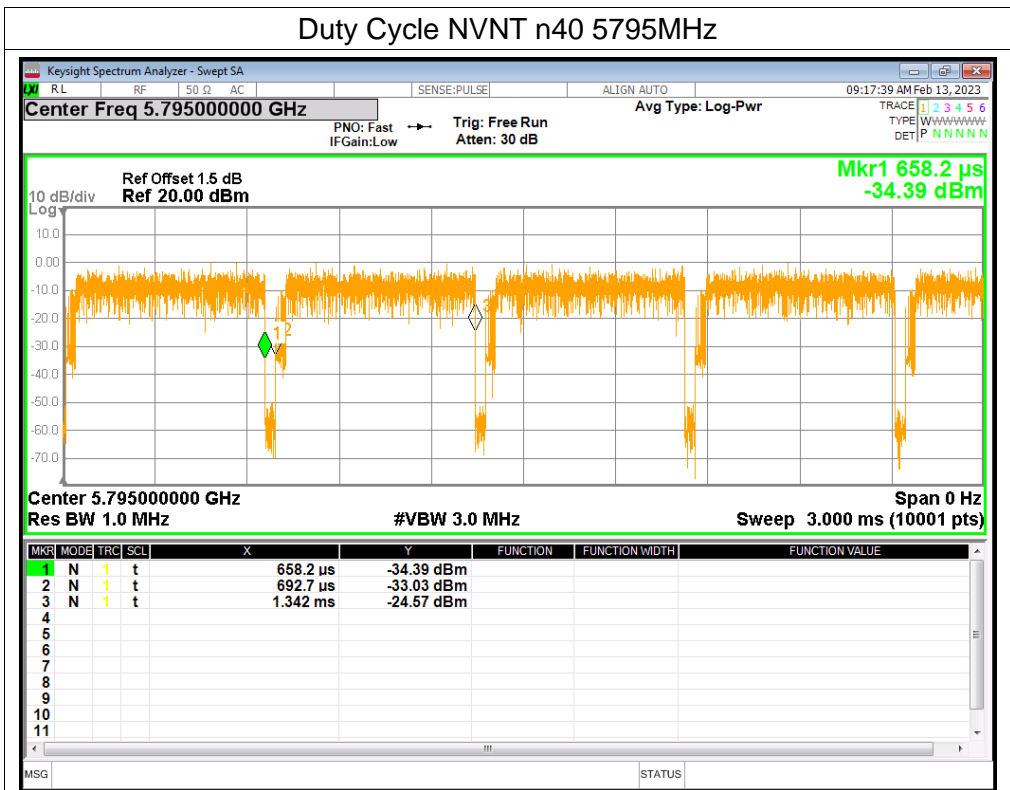 Duty Cycle NVNT n40 5795MHz
Keysight Spectrum Analyzer - Swept SA
LXI RL RF 50 Ω AC SENSE:PULSE ALIGN AUTO 09:17:39 AM Feb 13, 2023
Center Freq 5.795000000 GHz Avg Type: Log-Pwr TRACE 1 2 3 4 5 6
PNO: Fast Trig: Free Run TYPE WWWWWW
IFGain:Low Atten: 30 dB DET P N N N N N
Mkr1 658.2 µs
-34.39 dBm
Ref Offset 1.5 dB
10 dB/div Ref 20.00 dBm
Log
10.0
0.00
-10.0
-20.0
-30.0
-40.0
-50.0
-60.0
-70.0
1 2 3
Center 5.795000000 GHz Span 0 Hz
Res BW 1.0 MHz #VBW 3.0 MHz Sweep 3.000 ms (10001 pts)
MKR MODE TRC SCL X Y FUNCTION FUNCTION WIDTH FUNCTION VALUE
1 N 1 t 658.2 µs -34.39 dBm
2 N 1 t 692.7 µs -33.03 dBm
3 N 1 t 1.342 ms -24.57 dBm
4
5
6
7
8
9
10
11
MSG STATUS